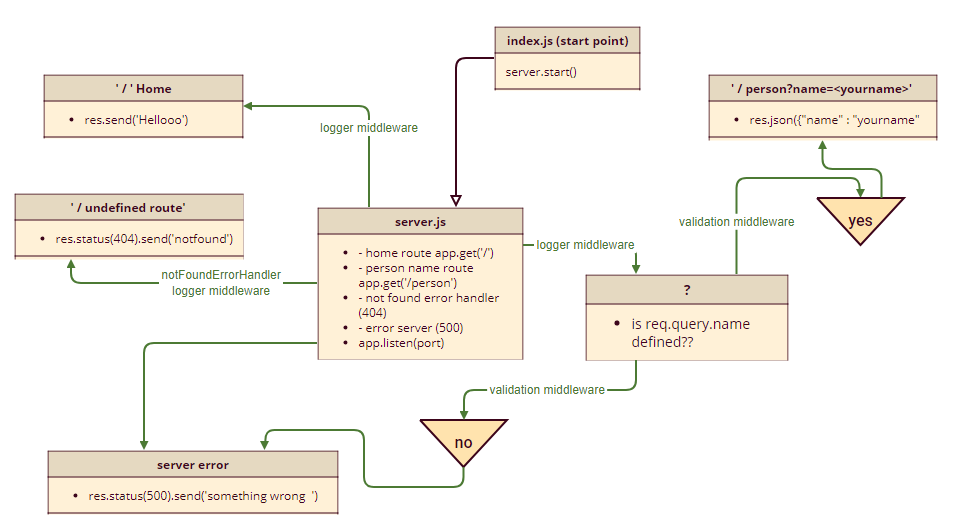 index.js (start point)
server.start()
' / ' Home
res.send('Hellooo')
logger middleware
' / person?name=<yourname>'
res.json({"name" : "yourname"
' / undefined route'
res.status(404).send('notfound')
notFoundErrorHandler
logger middleware
server.js
- home route app.get('/')
- person name route
app.get('/person')
- not found error handler
(404)
- error server (500)
app.listen(port)
logger middleware
validation middleware
yes
?
is req.query.name
defined??
validation middleware
no
server error
res.status(500).send('something wrong  ')